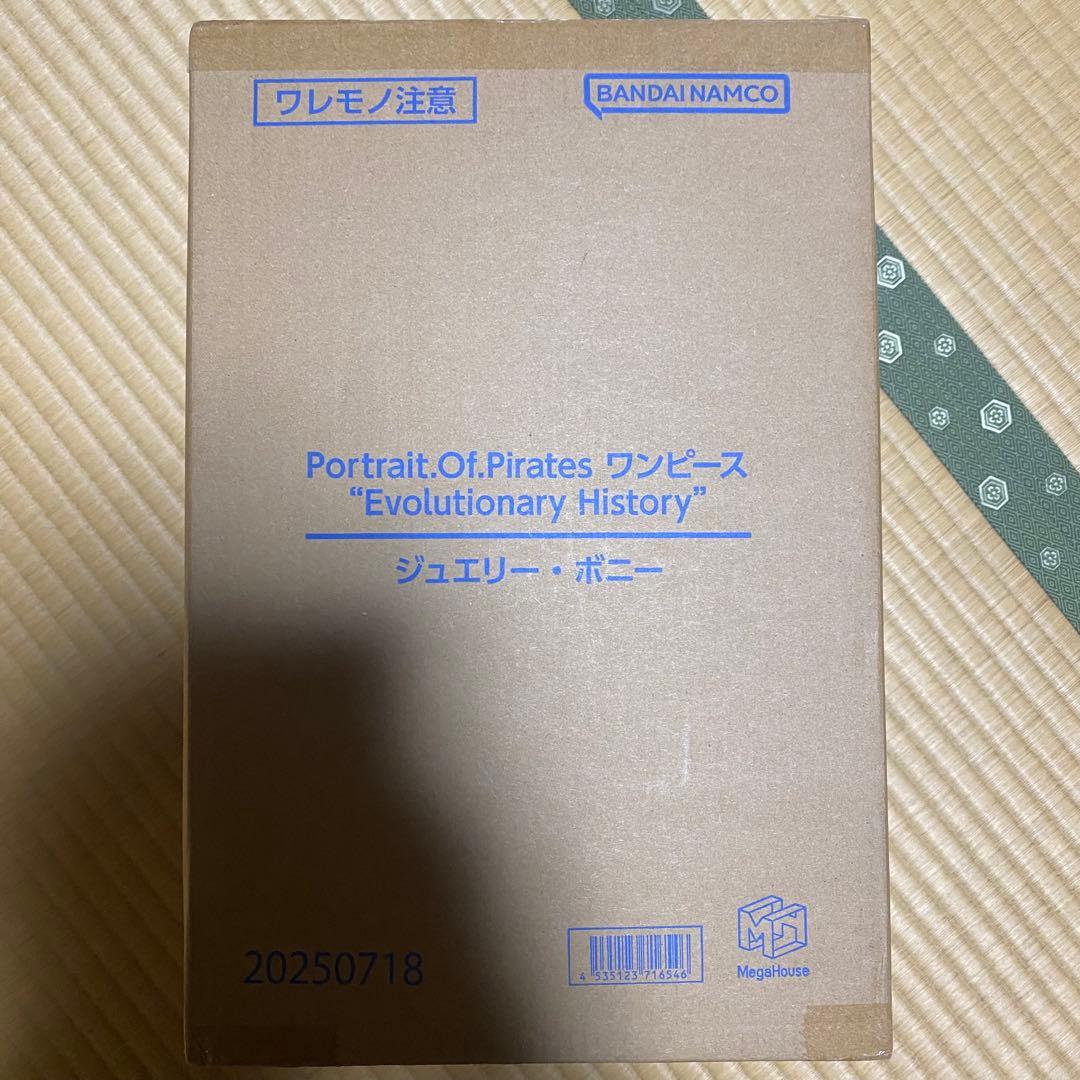 ワレモノ注意
BANDAI NAMCO
Portrait.Of.Pirates ワンピース
“Evolutionary History”
ジュエリー・ボニー
20250718
4 535123 716546
MegaHouse